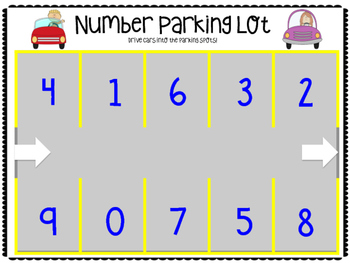 Number Parking Lot
Drive cars into the parking spots!
4 1 6 3 2
9 0 7 5 8